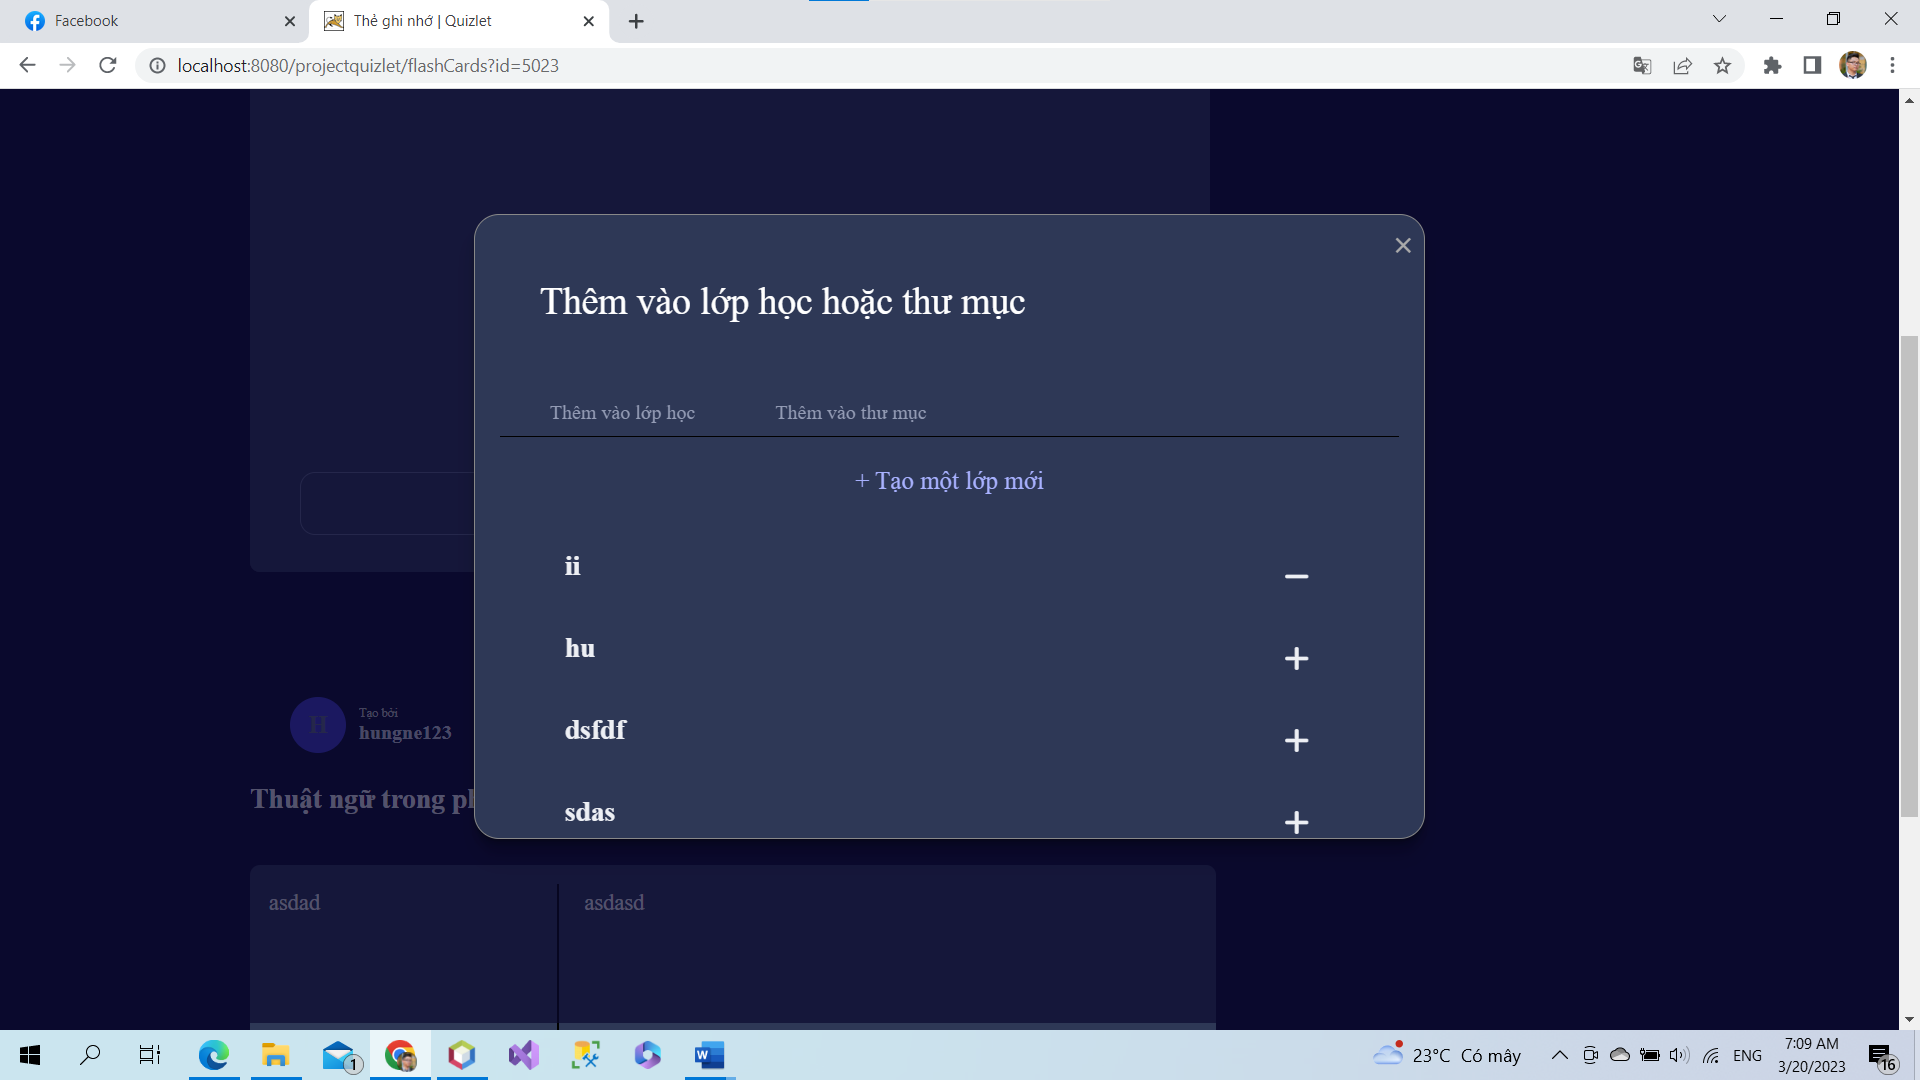 Facebook
Thẻ ghi nhớ | Quizlet
localhost:8080/projectquizlet/flashCards?id=5023
Thêm vào lớp học hoặc thư mục
Thêm vào lớp học
Thêm vào thư mục
+ Tạo một lớp mới
ii
hu
dsfdf
sdas
H
Tạo bởi
hungne123
Thuật ngữ trong
asdad
asdasd
1
23°C Có mây
ENG
7:09 AM
3/20/2023
16